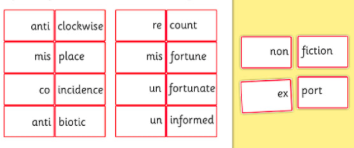 anti clockwise
mis place
co incidence
anti biotic
re count
mis fortune
un fortunate
un informed
non fiction
ex port